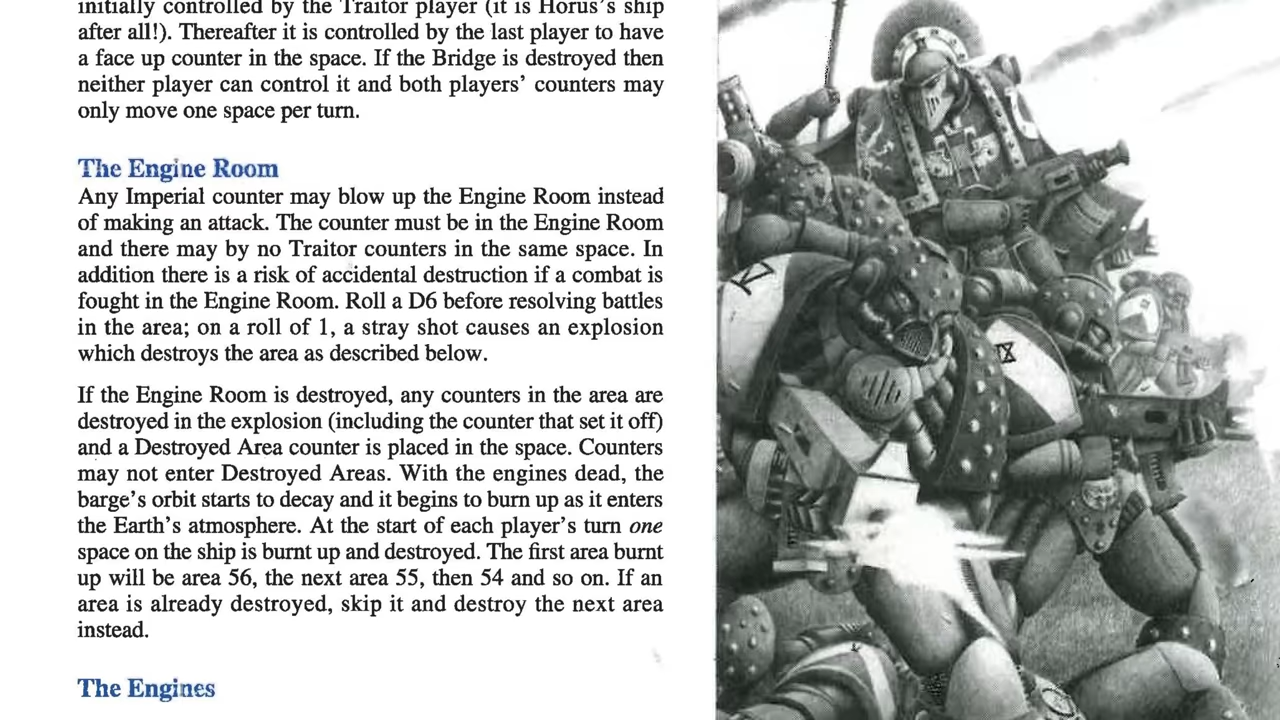 initially controlled by the Traitor player (it is Horus's ship
after all!). Thereafter it is controlled by the last player to have
a face up counter in the space. If the Bridge is destroyed then
neither player can control it and both players' counters may
only move one space per turn.
The Engine Room
Any Imperial counter may blow up the Engine Room instead
of making an attack. The counter must be in the Engine Room
and there may by no Traitor counters in the same space. In
addition there is a risk of accidental destruction if a combat is
fought in the Engine Room. Roll a D6 before resolving battles
in the area; on a roll of 1, a stray shot causes an explosion
which destroys the area as described below.
If the Engine Room is destroyed, any counters in the area are
destroyed in the explosion (including the counter that set it off)
and a Destroyed Area counter is placed in the space. Counters
may not enter Destroyed Areas. With the engines dead, the
barge's orbit starts to decay and it begins to burn up as it enters
the Earth's atmosphere. At the start of each player's turn one
space on the ship is burnt up and destroyed. The first area burnt
up will be area 56, the next area 55, then 54 and so on. If an
area is already destroyed, skip it and destroy the next area
instead.
The Engines
IV
IX